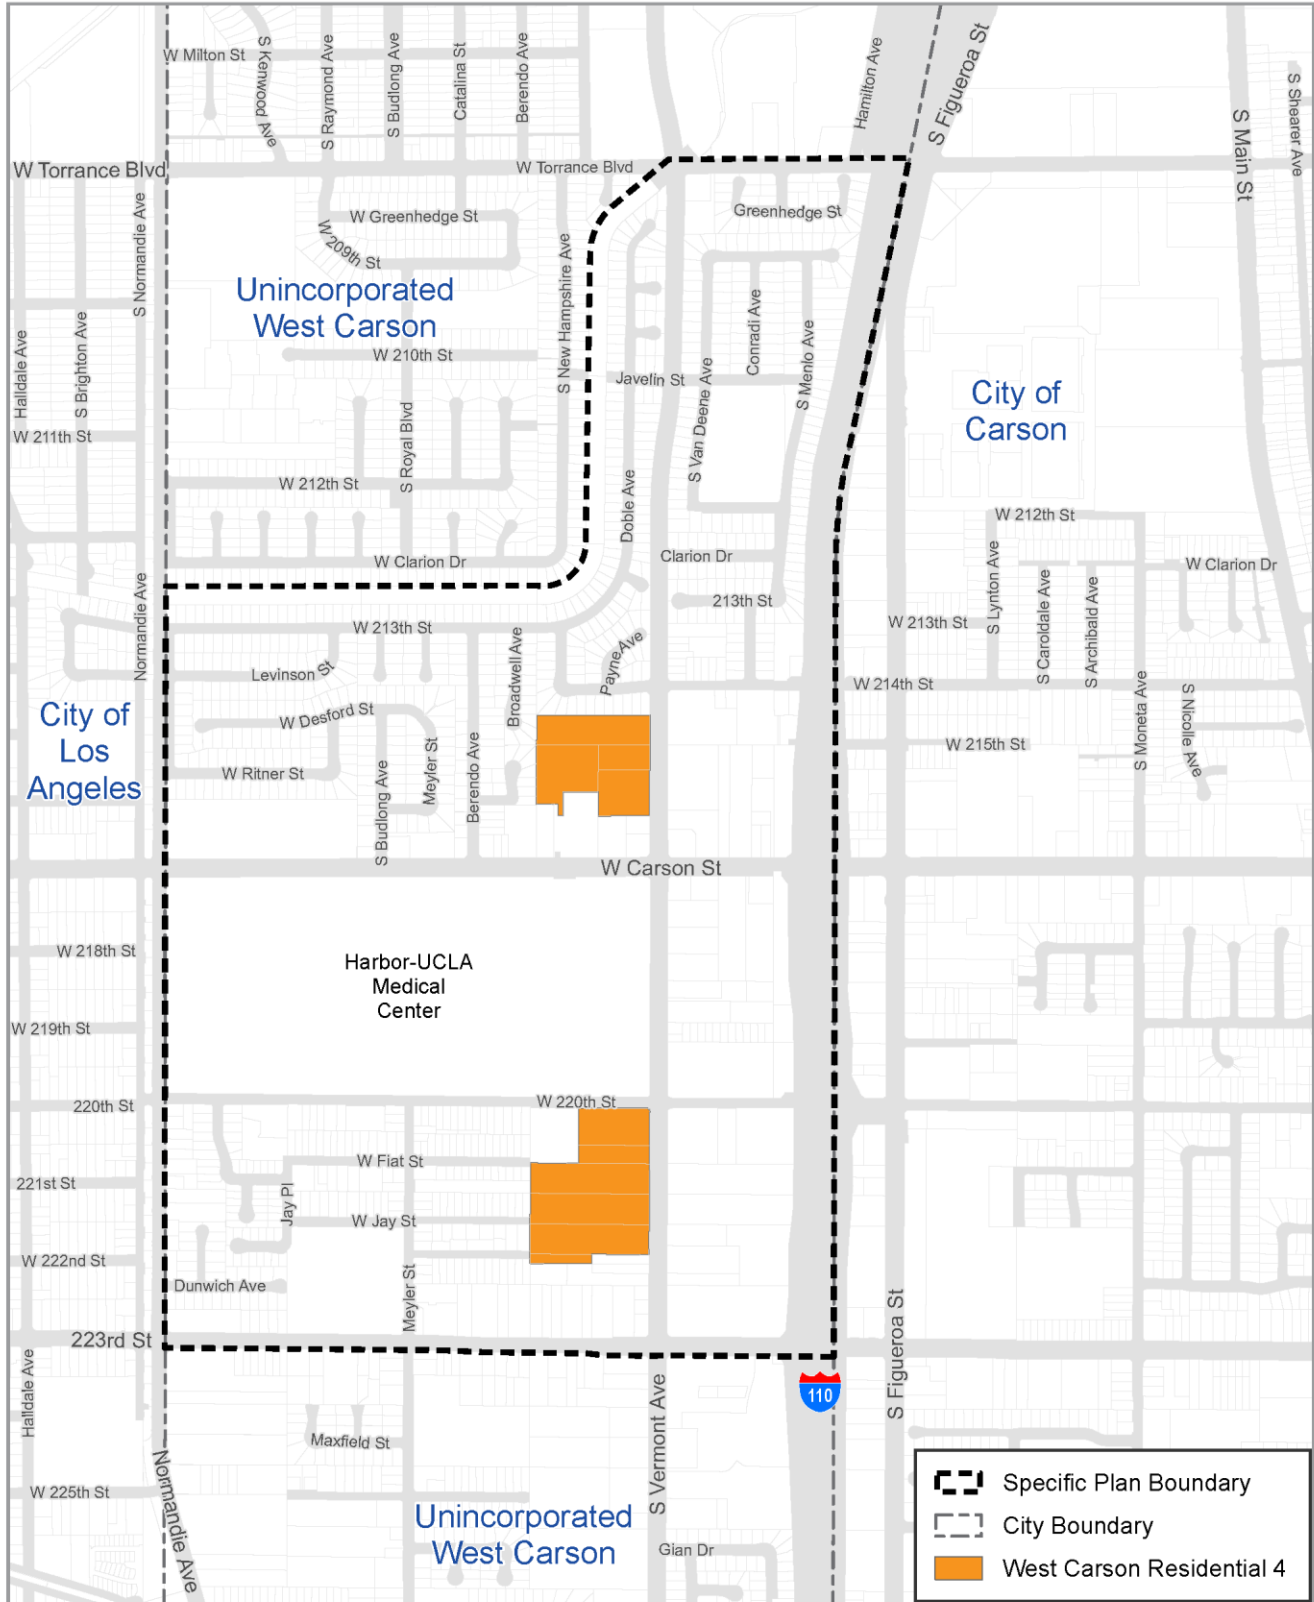 W Milton St
S Kenwood Ave
S Raymond Ave
S Budlong Ave
Catalina St
Berendo Ave
Hamilton Ave
S Figueroa St
S Main St
S Shearer Ave
W Torrance Blvd
W Torrance Blvd
S Normandie Ave
W Greenhedge St
Greenhedge St
W 209th St
Unincorporated
West Carson
S New Hampshire Ave
Halldale Ave
S Brighton Ave
W 210th St
Javelin St
Conradi Ave
S Menlo Ave
S Van Deene Ave
City of
Carson
W 211th St
S Royal Blvd
W 212th St
Doble Ave
W 212th St
W Clarion Dr
Clarion Dr
W Clarion Dr
S Lynton Ave
S Caroldale Ave
S Archibald Ave
Normandie Ave
213th St
W 213th St
W 213th St
Levinson St
Broadwell Ave
Payne Ave
W 214th St
City of
Los
Angeles
W Desford St
S Moneta Ave
S Nicolle Ave
W 215th St
W Ritner St
S Budlong Ave
Meyler St
Berendo Ave
W Carson St
W 218th St
Harbor-UCLA
Medical
Center
W 219th St
220th St
W 220th St
W Fiat St
221st St
Jay Pl
W Jay St
W 222nd St
Dunwich Ave
Meyler St
223rd St
S Figueroa St
110
Halldale Ave
S Vermont Ave
Maxfield St
W 225th St
Normandie Ave
Unincorporated
West Carson
Gian Dr
Specific Plan Boundary
City Boundary
West Carson Residential 4